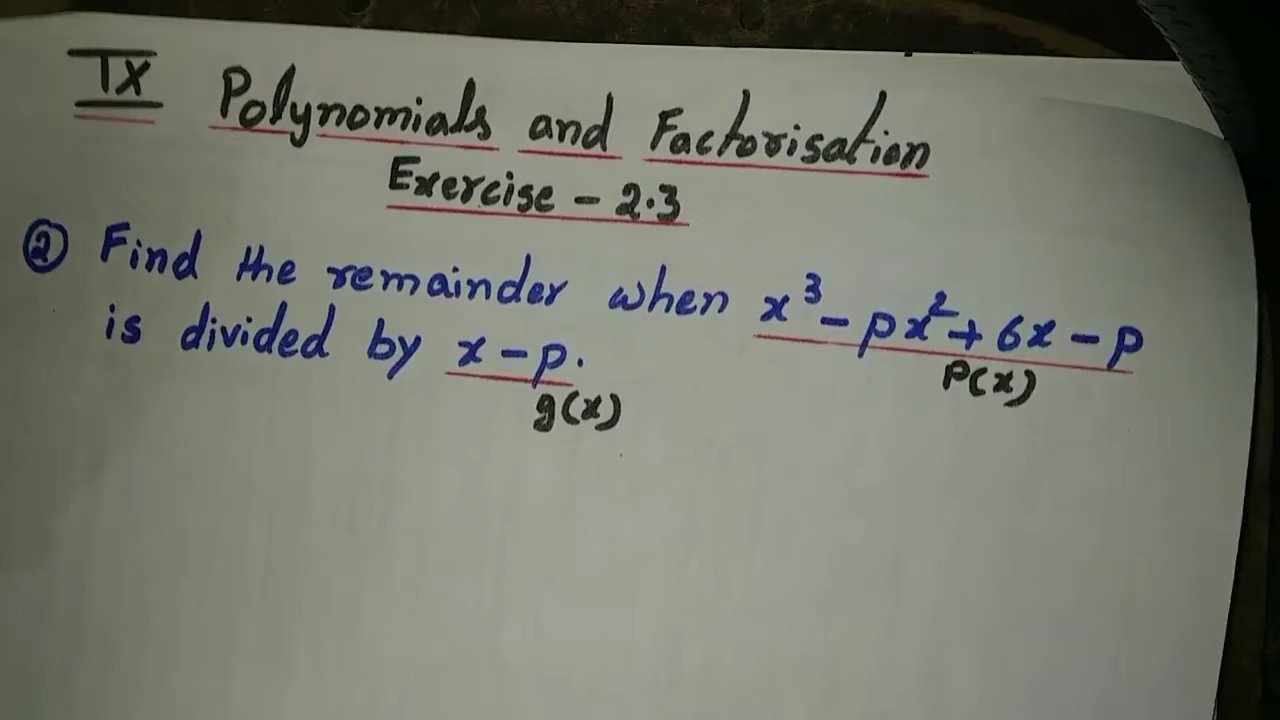 IX Polynomials and Factorisation
Exercise - 2.3
② Find the remainder when x³ - px² + 6x - p
is divided by x - p.
P(x)
g(x)